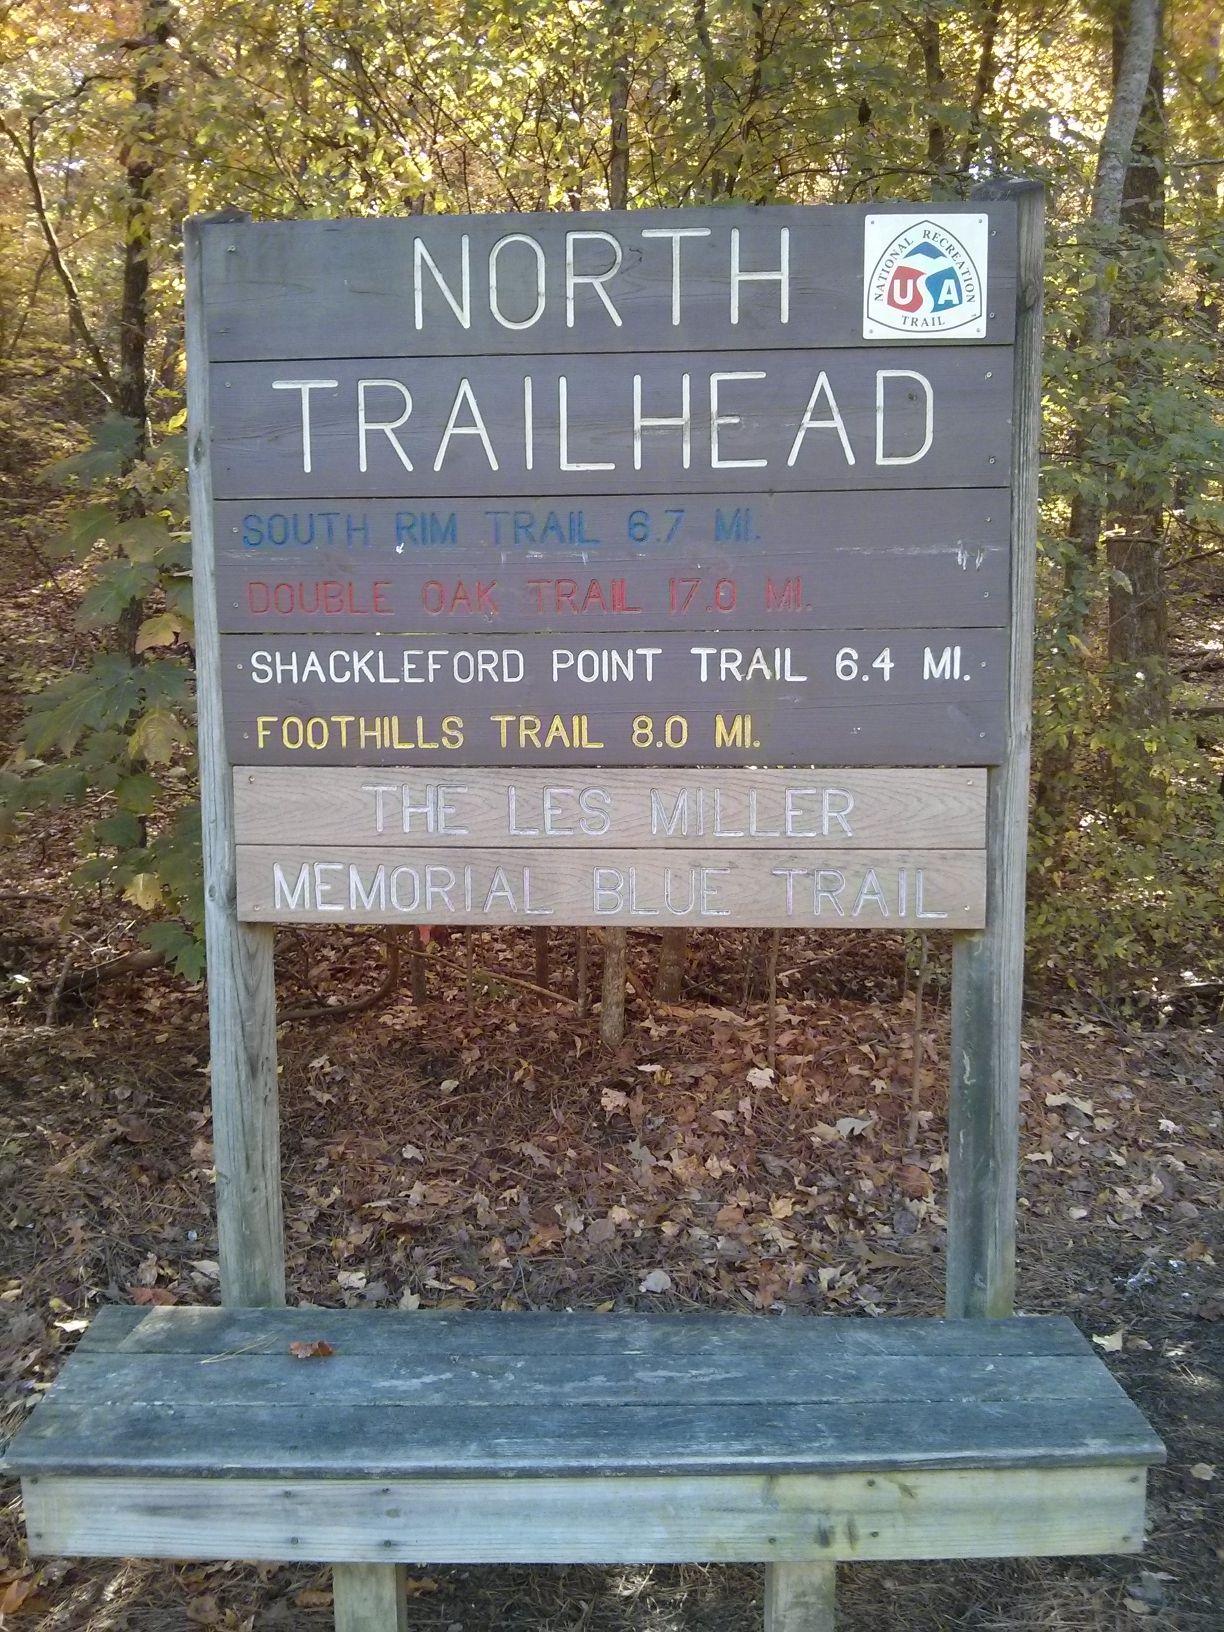 NORTH
NATIONAL RECREATION
USA
TRAIL
TRAILHEAD
SOUTH RIM TRAIL 6.7 MI.
DOUBLE OAK TRAIL 17.0 MI.
SHACKLEFORD POINT TRAIL 6.4 MI.
FOOTHILLS TRAIL 8.0 MI.
THE LES MILLER
MEMORIAL BLUE TRAIL